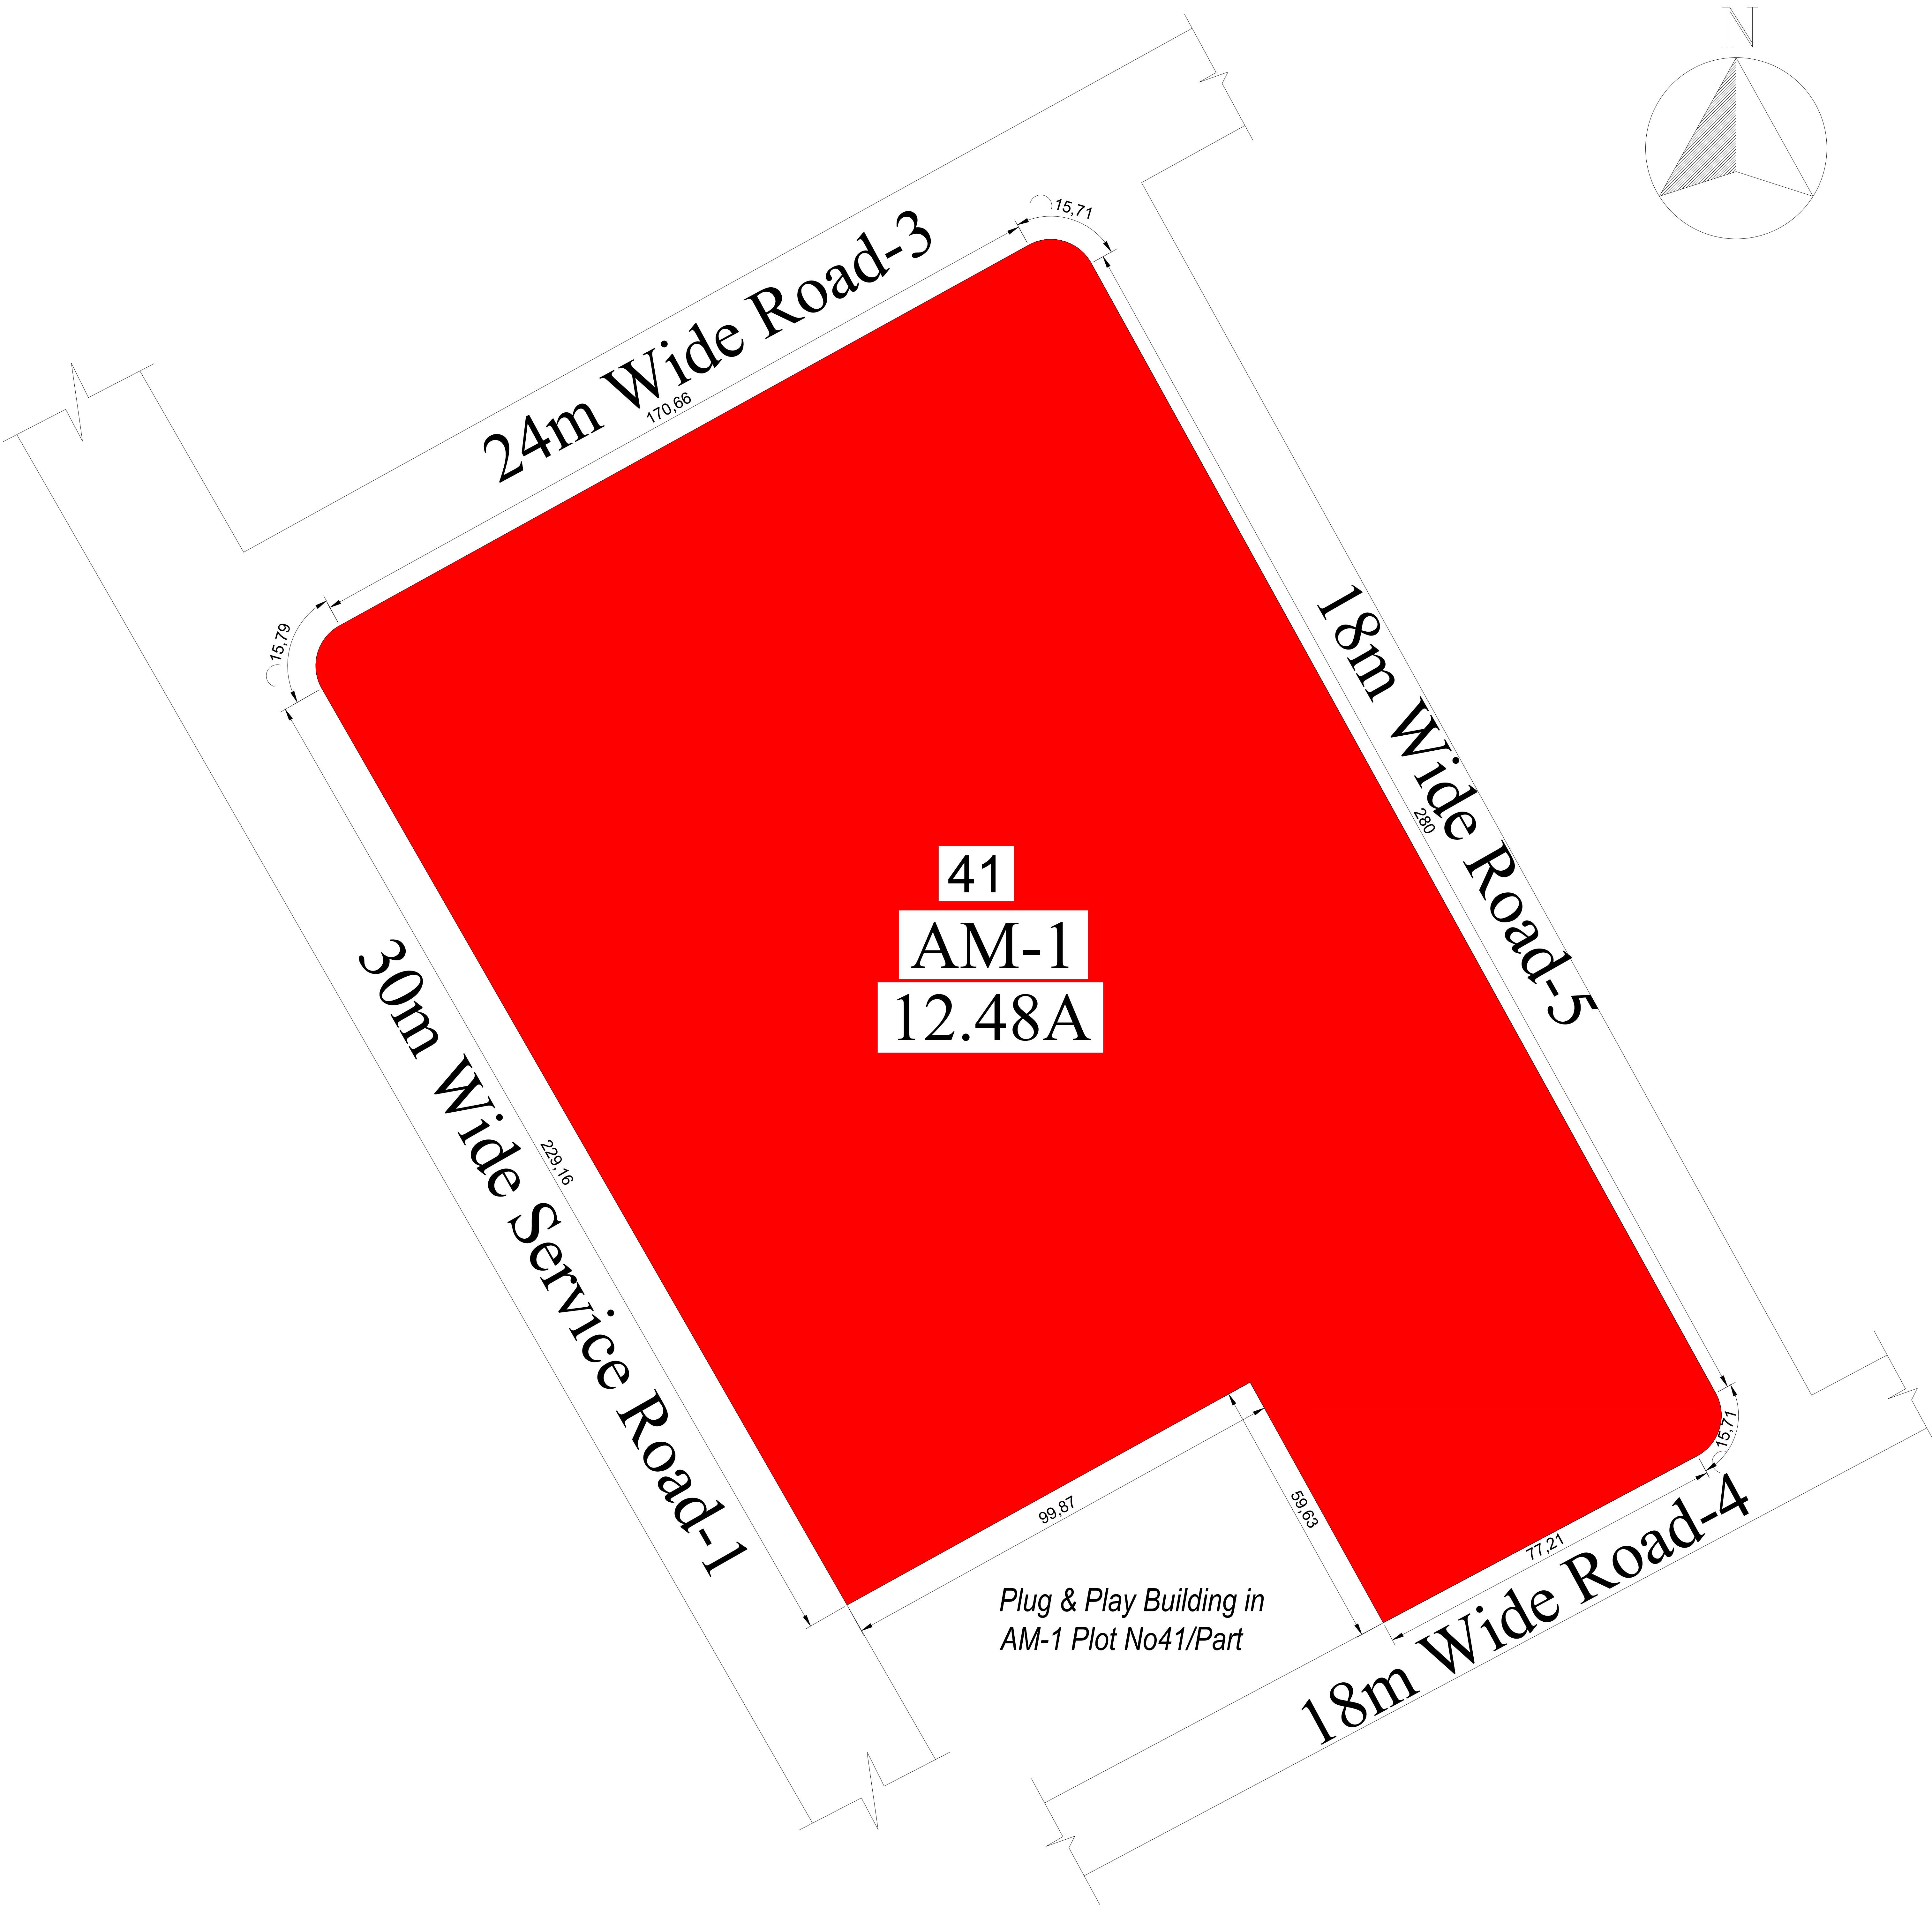 N
15,71
24m Wide Road-3
170,66
15,79
18m Wide Road-5
280
41
AM-1
12.48A
30m Wide Service Road-1
229,16
15,71
99,87
59,63
77,21
18m Wide Road-4
Plug & Play Building in
AM-1 Plot No41/Part